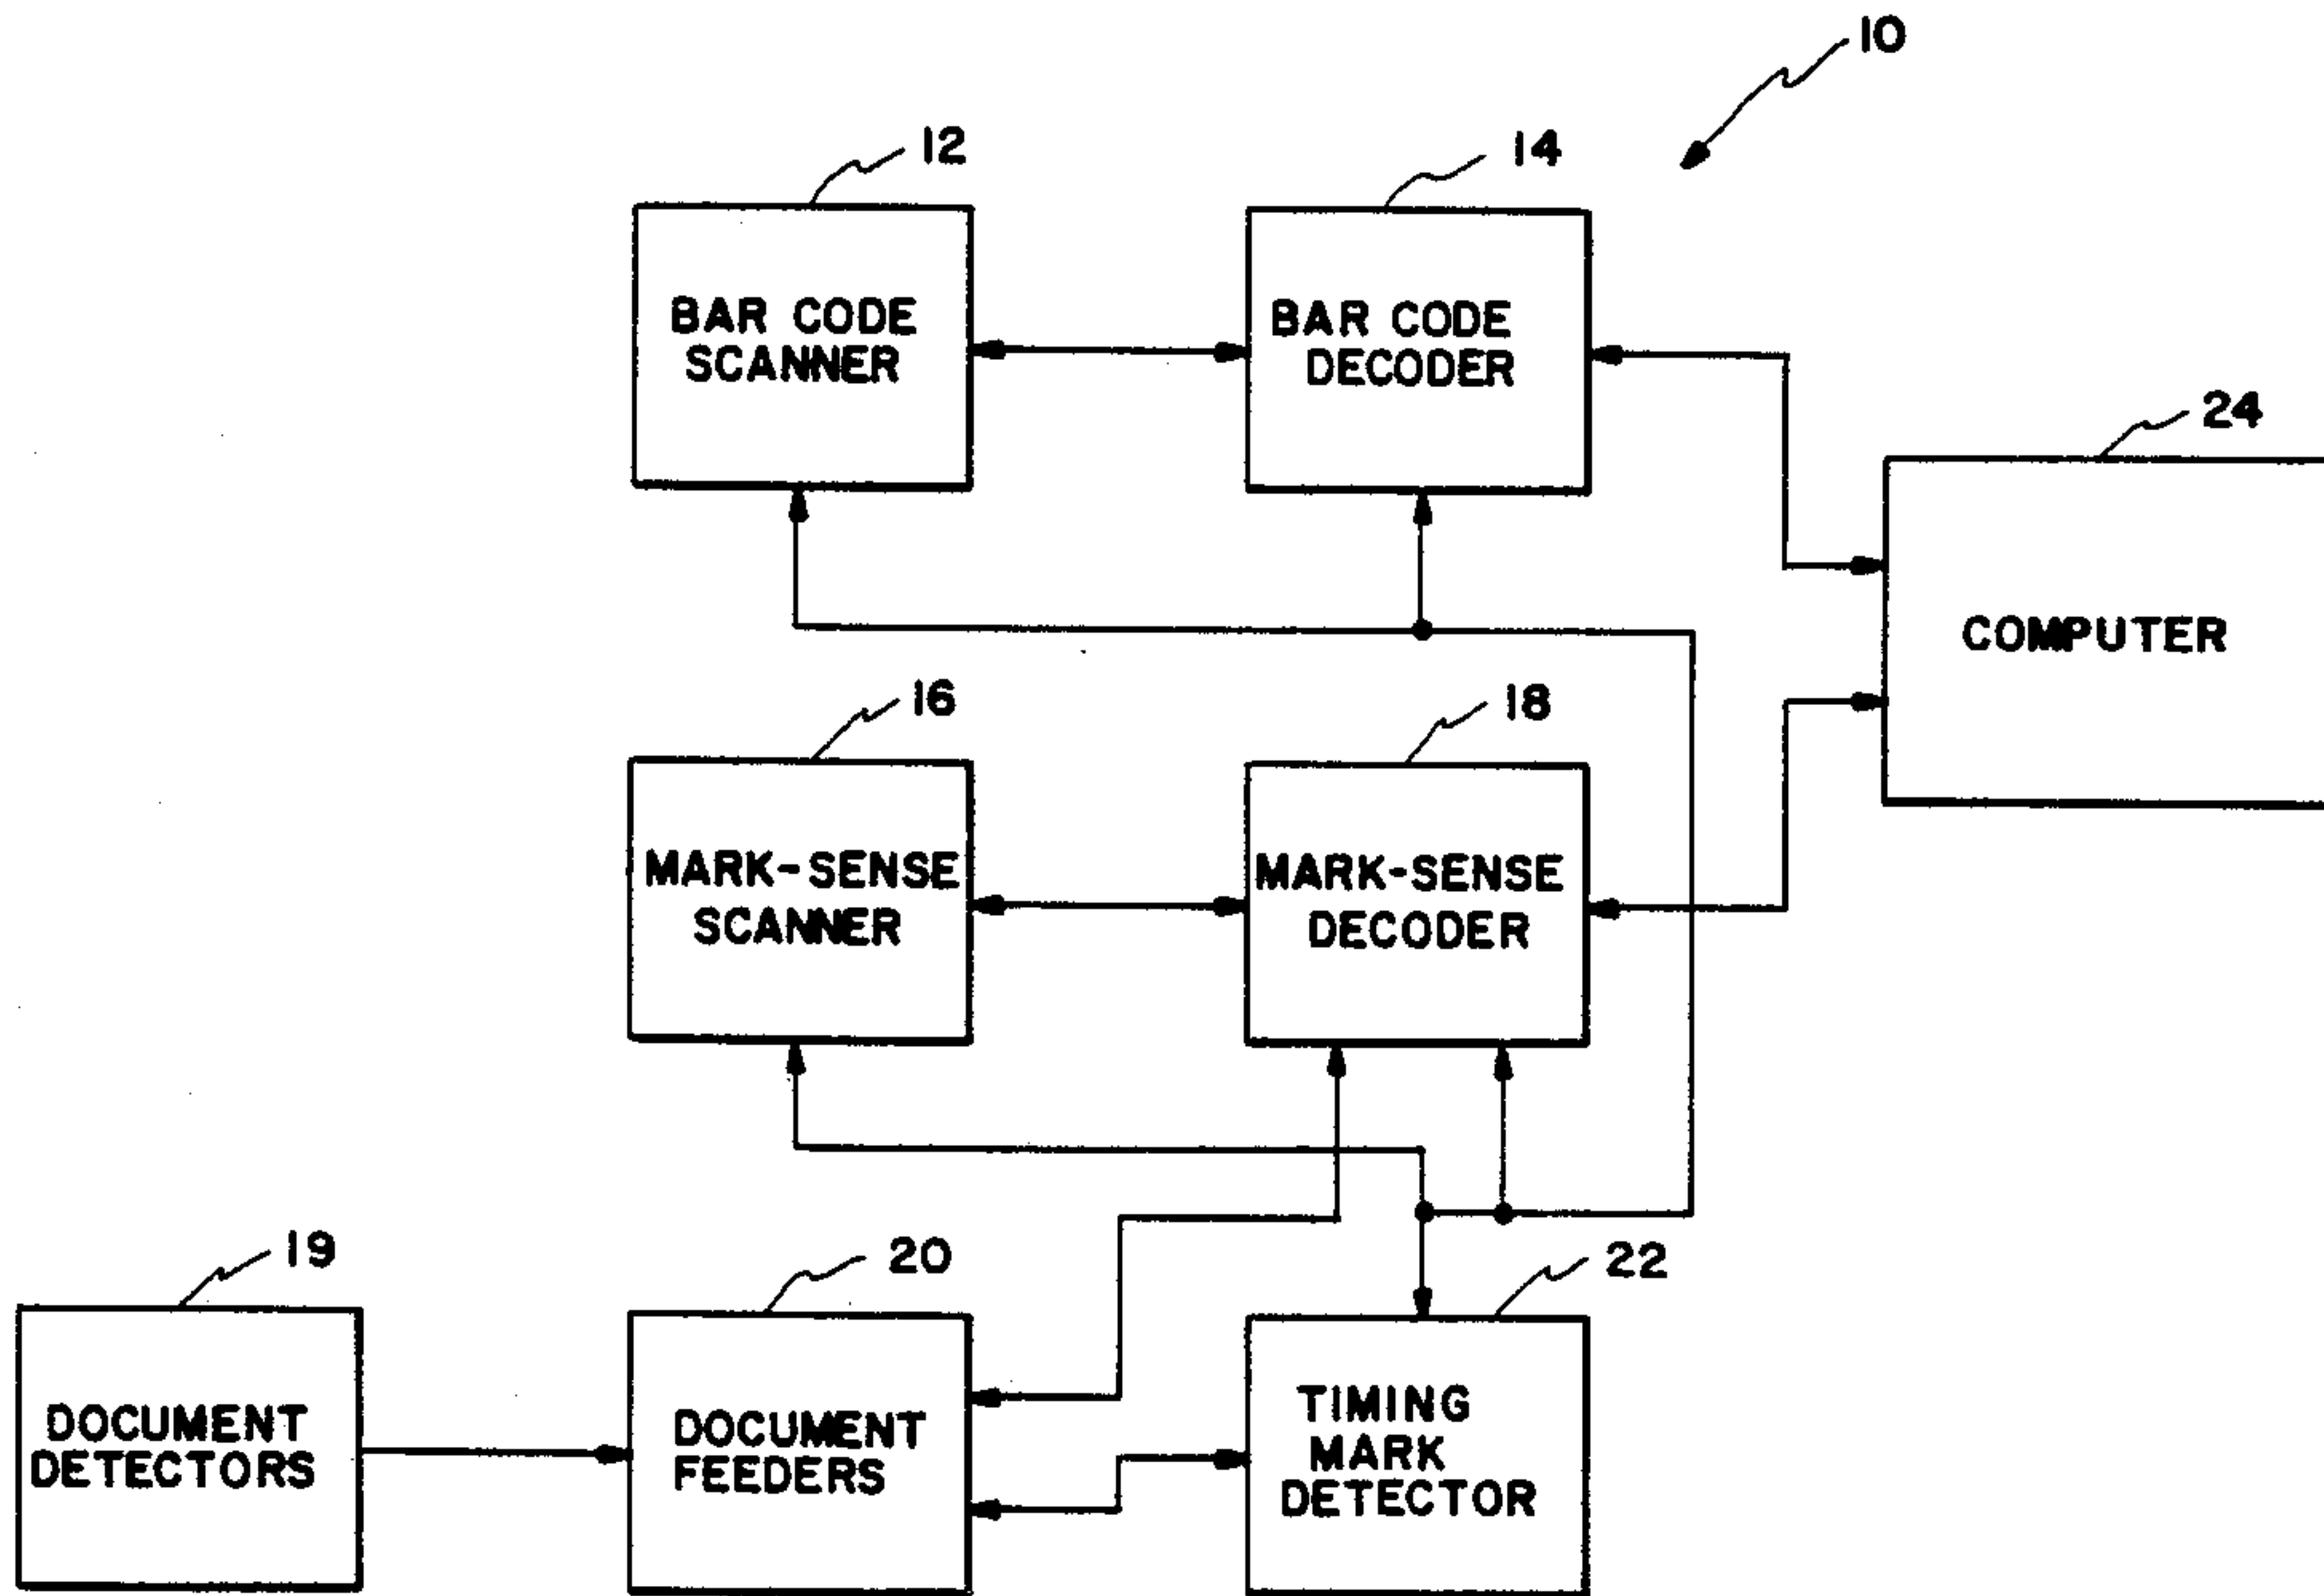 10
12
14
BAR CODE
SCANNER
BAR CODE
DECODER
24
COMPUTER
16
18
MARK-SENSE
SCANNER
MARK-SENSE
DECODER
19
20
22
DOCUMENT
DETECTORS
DOCUMENT
FEEDERS
TIMING
MARK
DETECTOR